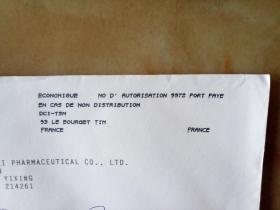 ECONOMIQUE NO D' AUTORISATION 9972 PORT PAYE
EN CAS DE NON DISTRIBUTION
DCI-TSM
93 LE BOURGET TIM
FRANCE FRANCE
I PHARMACEUTICAL CO., LTD.
YIXING
214261